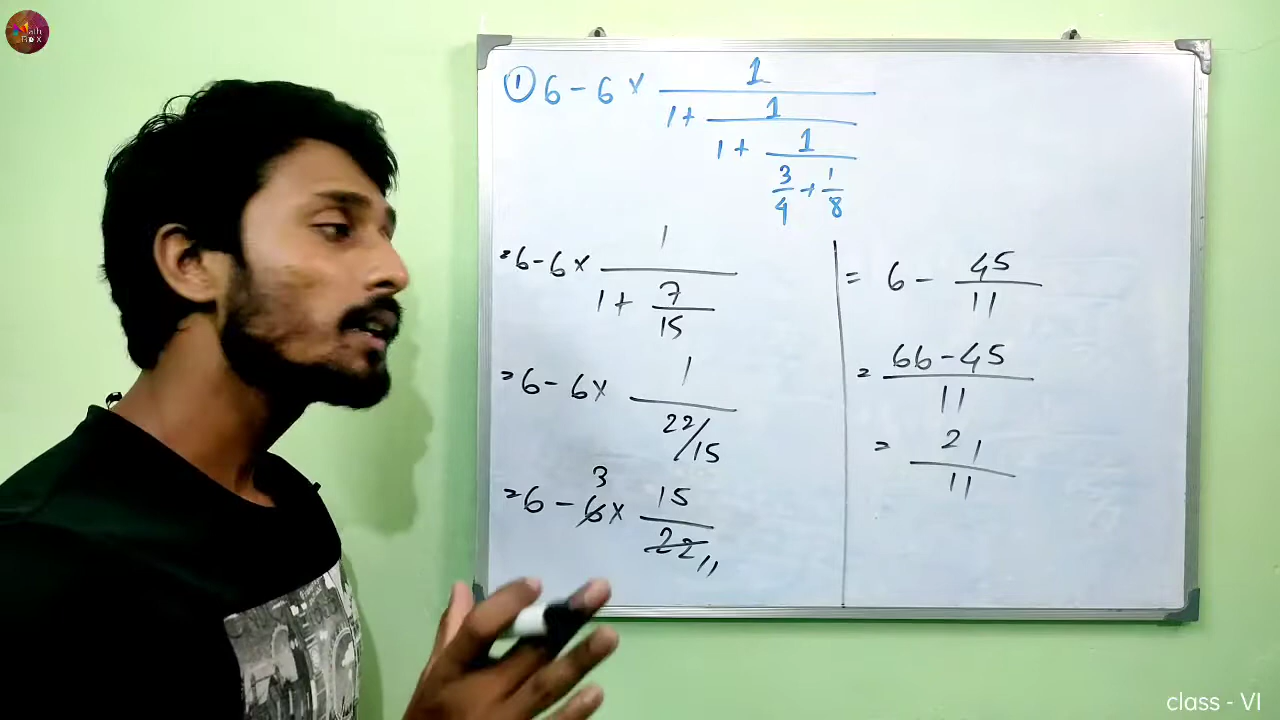 Math
BOX
① 6 - 6 ×
1
1 +
1
1 +
1
3/4 + 1/8
= 6 - 6 ×
1
1 + 7/15
= 6 - 6 ×
1
22/15
3
= 6 - 6 × 15/22
11
= 6 - 45/11
= 66 - 45
11
= 21
11
class - VI